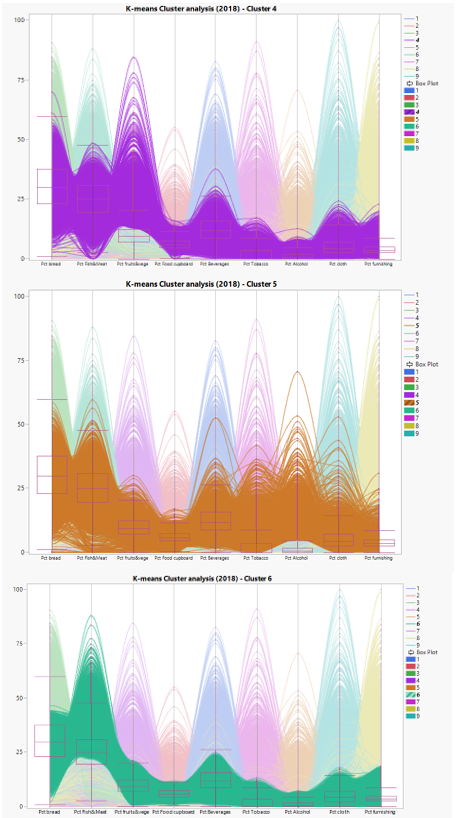 K-means Cluster analysis (2018) - Cluster 4
100
75
50
25
0
Pct bread
Pct Fish&Meat
Pct fruits&vege
Pct Food cupboard
Pct Beverages
Pct Tobacco
Pct Alcohol
Pct cloth
Pct furnishing
1
2
3
4
5
6
7
8
9
Box Plot
1
2
3
4
5
6
7
8
9
K-means Cluster analysis (2018) - Cluster 5
100
75
50
25
0
Pct bread
Pct Fish&Meat
Pct fruits&vege
Pct Food cupboard
Pct Beverages
Pct Tobacco
Pct Alcohol
Pct cloth
Pct furnishing
1
2
3
4
5
6
7
8
9
Box Plot
1
2
3
4
5
6
7
8
9
K-means Cluster analysis (2018) - Cluster 6
100
75
50
25
0
Pct bread
Pct Fish&Meat
Pct fruits&vege
Pct Food cupboard
Pct Beverages
Pct Tobacco
Pct Alcohol
Pct cloth
Pct furnishing
1
2
3
4
5
6
7
8
9
Box Plot
1
2
3
4
5
6
7
8
9